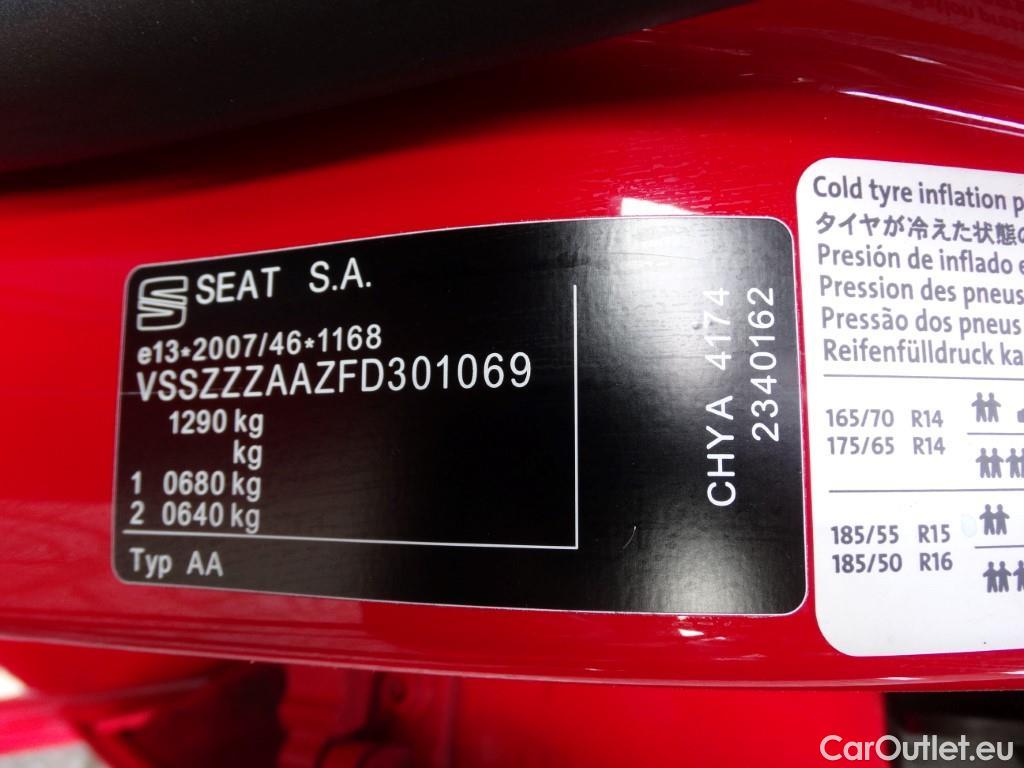 SEAT S.A.
e13*2007/46*1168
VSSZZZAAZFD301069
1290 kg
kg
1 0680 kg
2 0640 kg
Typ AA
CHYA 4174
2340162
Cold tyre inflation
タイヤが冷えた状態の
Presión de inflado
Pression des pneus
Pressão dos pneus
Reifenfülldruck
165/70 R14
175/65 R14
185/55 R15
185/50 R16
CarOutlet.eu